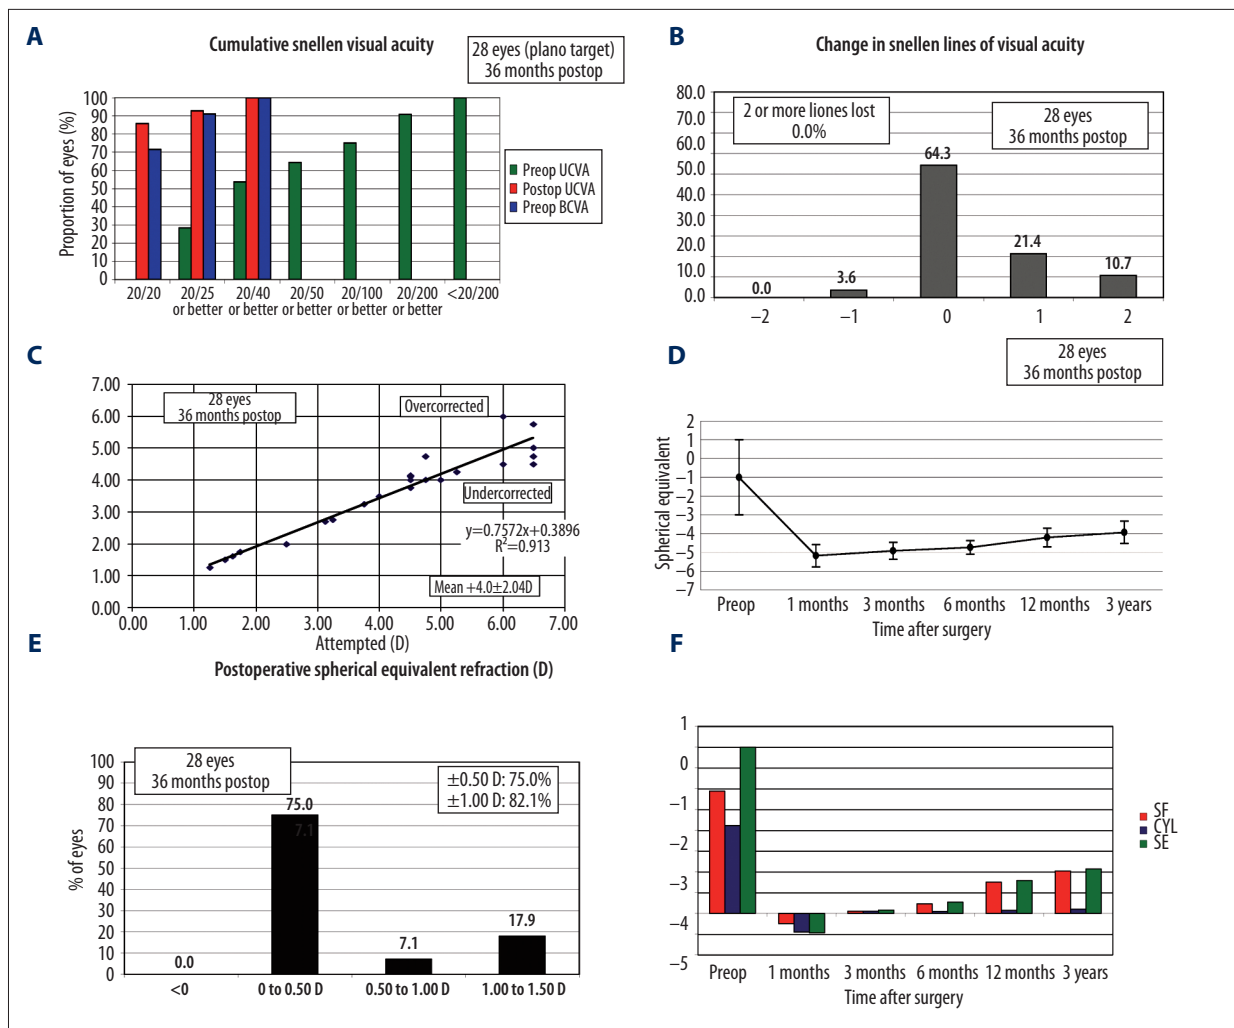 A
Cumulative snellen visual acuity
28 eyes (plano target)
36 months postop
Proportion of eyes (%)
100
90
80
70
60
50
40
30
20
10
0
20/20
20/25
or better
20/40
or better
20/50
or better
20/100
or better
20/200
or better
<20/200
Preop UCVA
Postop UCVA
Preop BCVA
B
Change in snellen lines of visual acuity
80.0
70.0
60.0
50.0
40.0
30.0
20.0
10.0
0.0
2 or more liones lost
0.0%
28 eyes
36 months postop
0.0
3.6
64.3
21.4
10.7
−2
−1
0
1
2
C
7.00
6.00
5.00
4.00
3.00
2.00
1.00
0.00
28 eyes
36 months postop
Overcorrected
Undercorrected
y=0.7572x+0.3896
R²=0.913
Mean +4.0±2.04D
0.00 1.00 2.00 3.00 4.00 5.00 6.00 7.00
Attempted (D)
D
28 eyes
36 months postop
Spherical equivalent
2
1
0
−1
−2
−3
−4
−5
−6
−7
Preop 1 months 3 months 6 months 12 months 3 years
Time after surgery
E
Postoperative spherical equivalent refraction (D)
28 eyes
36 months postop
±0.50 D: 75.0%
±1.00 D: 82.1%
% of eyes
100
90
80
70
60
50
40
30
20
10
0
0.0
75.0
7.1
7.1
17.9
<0
0 to 0.50 D
0.50 to 1.00 D
1.00 to 1.50 D
F
1
0
−1
−2
−3
−4
−5
SF
CYL
SE
Preop 1 months 3 months 6 months 12 months 3 years
Time after surgery